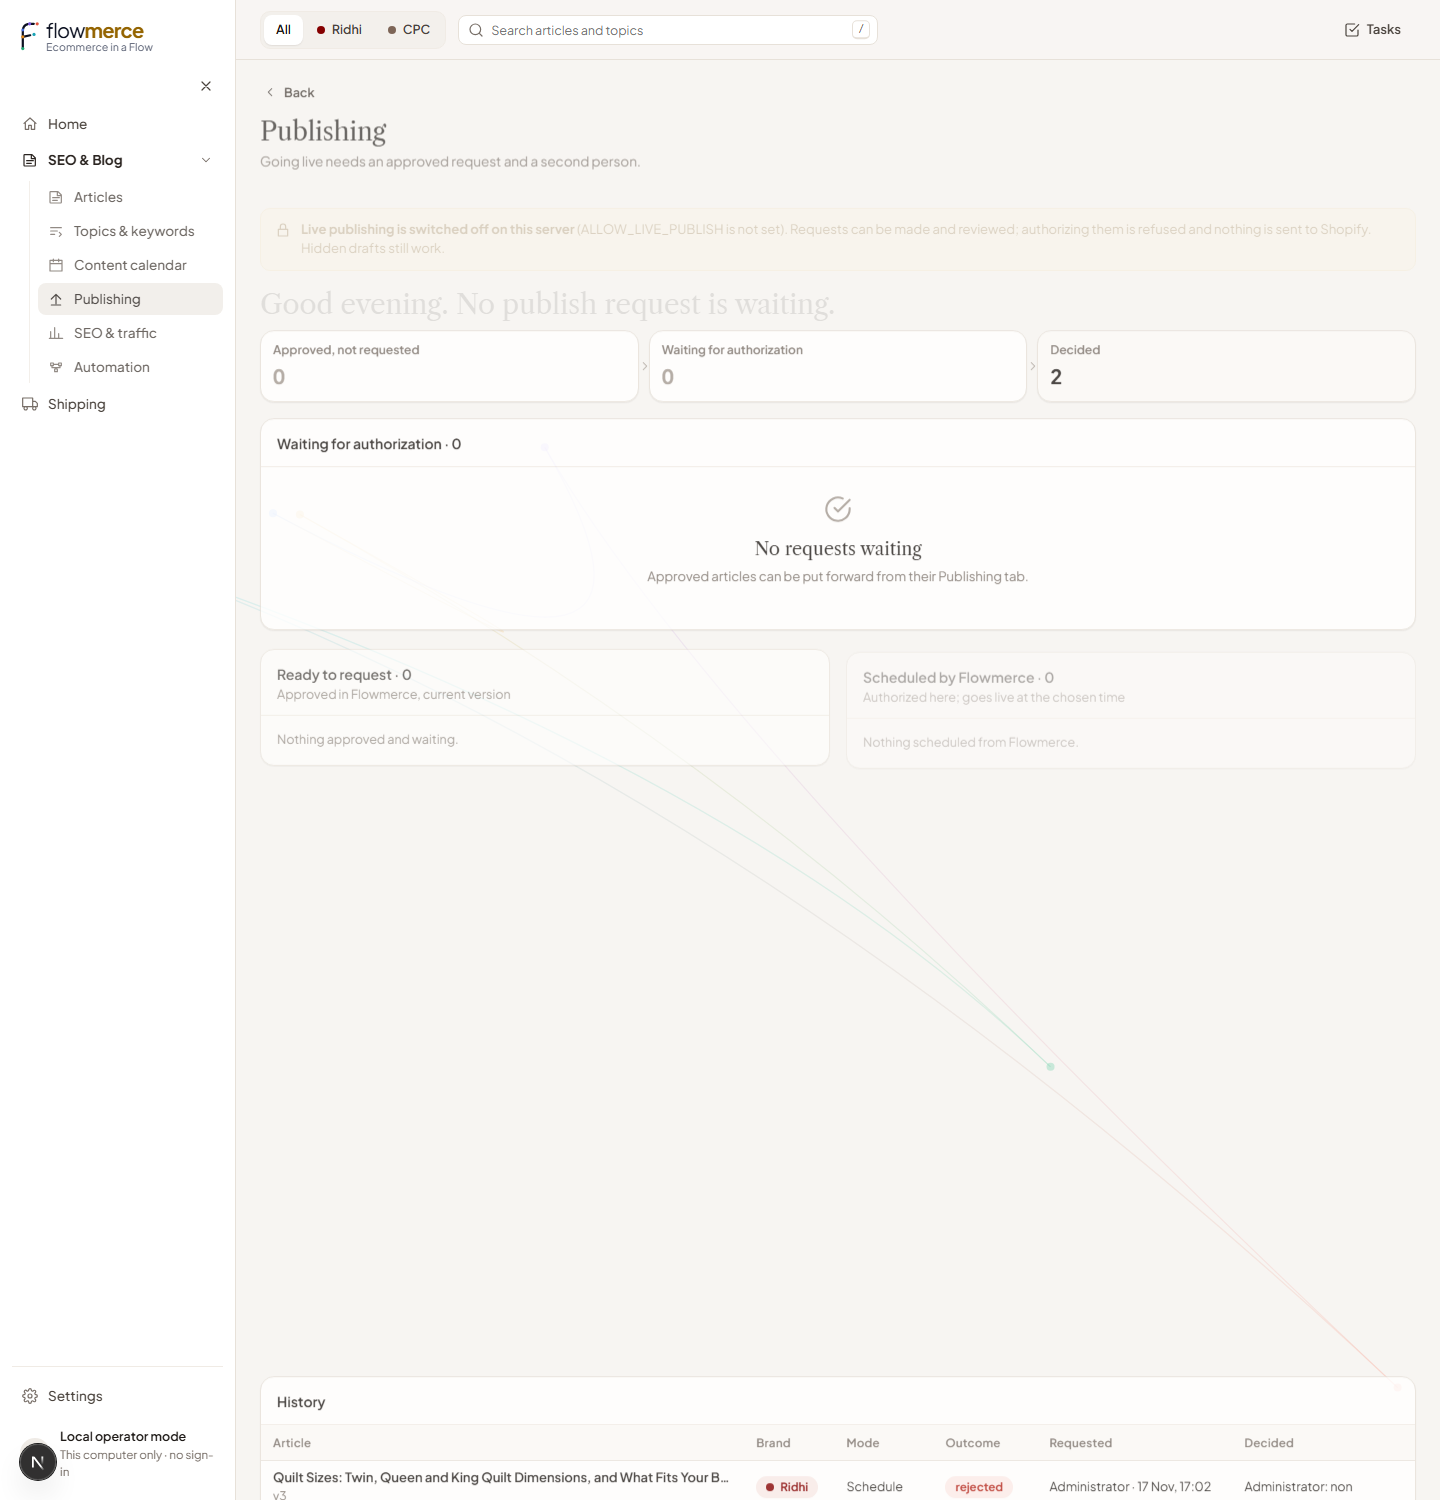 flowmerce
Ecommerce in a Flow
Home
SEO & Blog
Articles
Topics & keywords
Content calendar
Publishing
SEO & traffic
Automation
Shipping
Settings
Local operator mode
This computer only · no sign-
in
N
All
Ridhi
CPC
Search articles and topics
/
Tasks
Back
Publishing
Going live needs an approved request and a second person.
Live publishing is switched off on this server (ALLOW_LIVE_PUBLISH is not set). Requests can be made and reviewed; authorizing them is refused and nothing is sent to Shopify.
Hidden drafts still work.
Good evening. No publish request is waiting.
Approved, not requested
0
Waiting for authorization
0
Decided
2
Waiting for authorization · 0
No requests waiting
Approved articles can be put forward from their Publishing tab.
Ready to request · 0
Approved in Flowmerce, current version
Nothing approved and waiting.
Scheduled by Flowmerce · 0
Authorized here; goes live at the chosen time
Nothing scheduled from Flowmerce.
History
Article Brand Mode Outcome Requested Decided
Quilt Sizes: Twin, Queen and King Quilt Dimensions, and What Fits Your B... Ridhi Schedule rejected Administrator · 17 Nov, 17:02 Administrator: non
v3